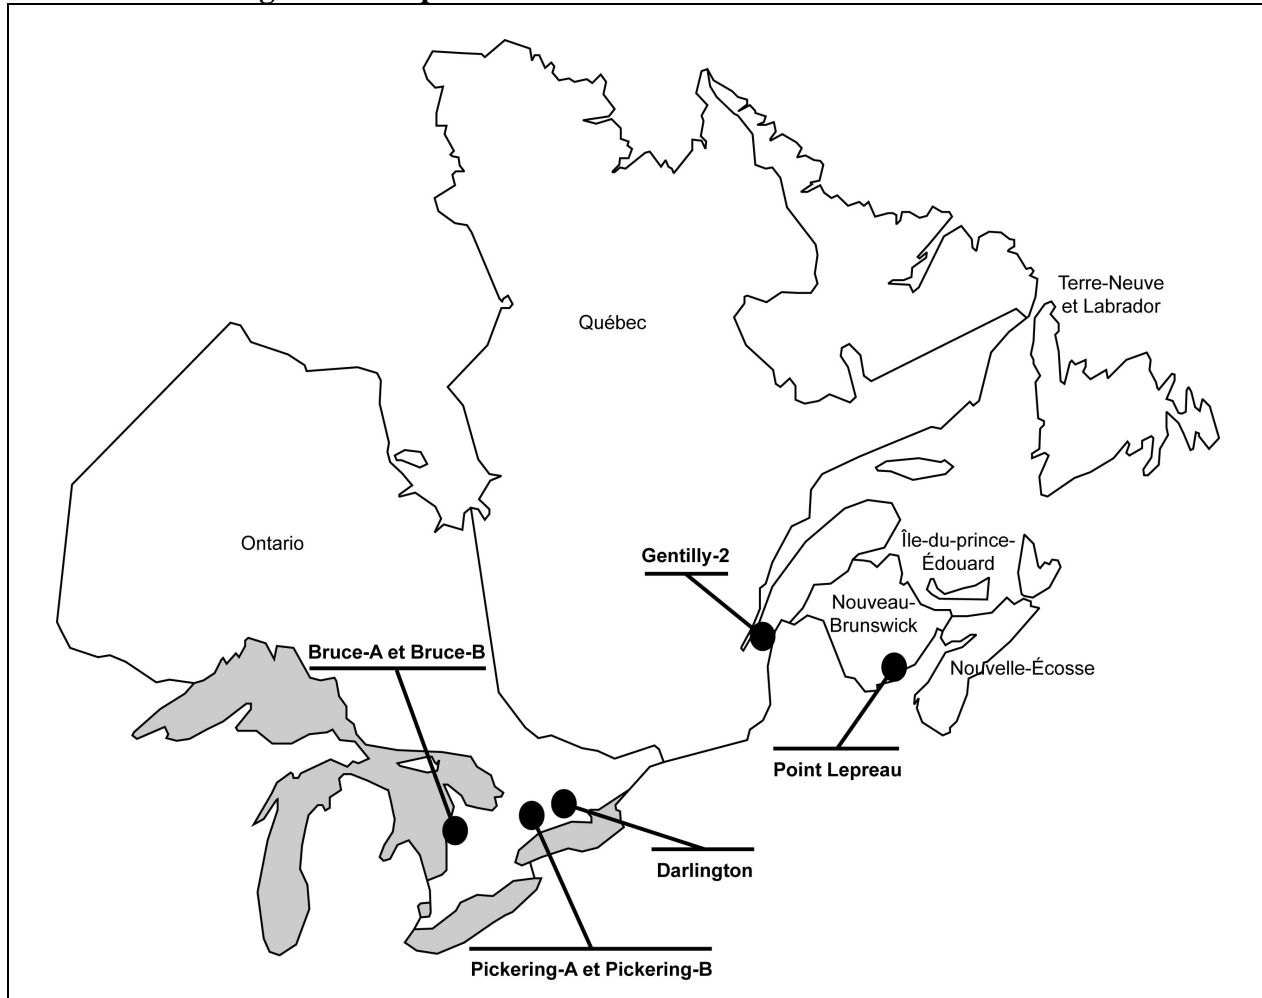 Terre-Neuve
et Labrador
Québec
Ontario
Île-du-prince-
Édouard
Gentilly-2
Nouveau-
Brunswick
Bruce-A et Bruce-B
Nouvelle-Écosse
Point Lepreau
Darlington
Pickering-A et Pickering-B